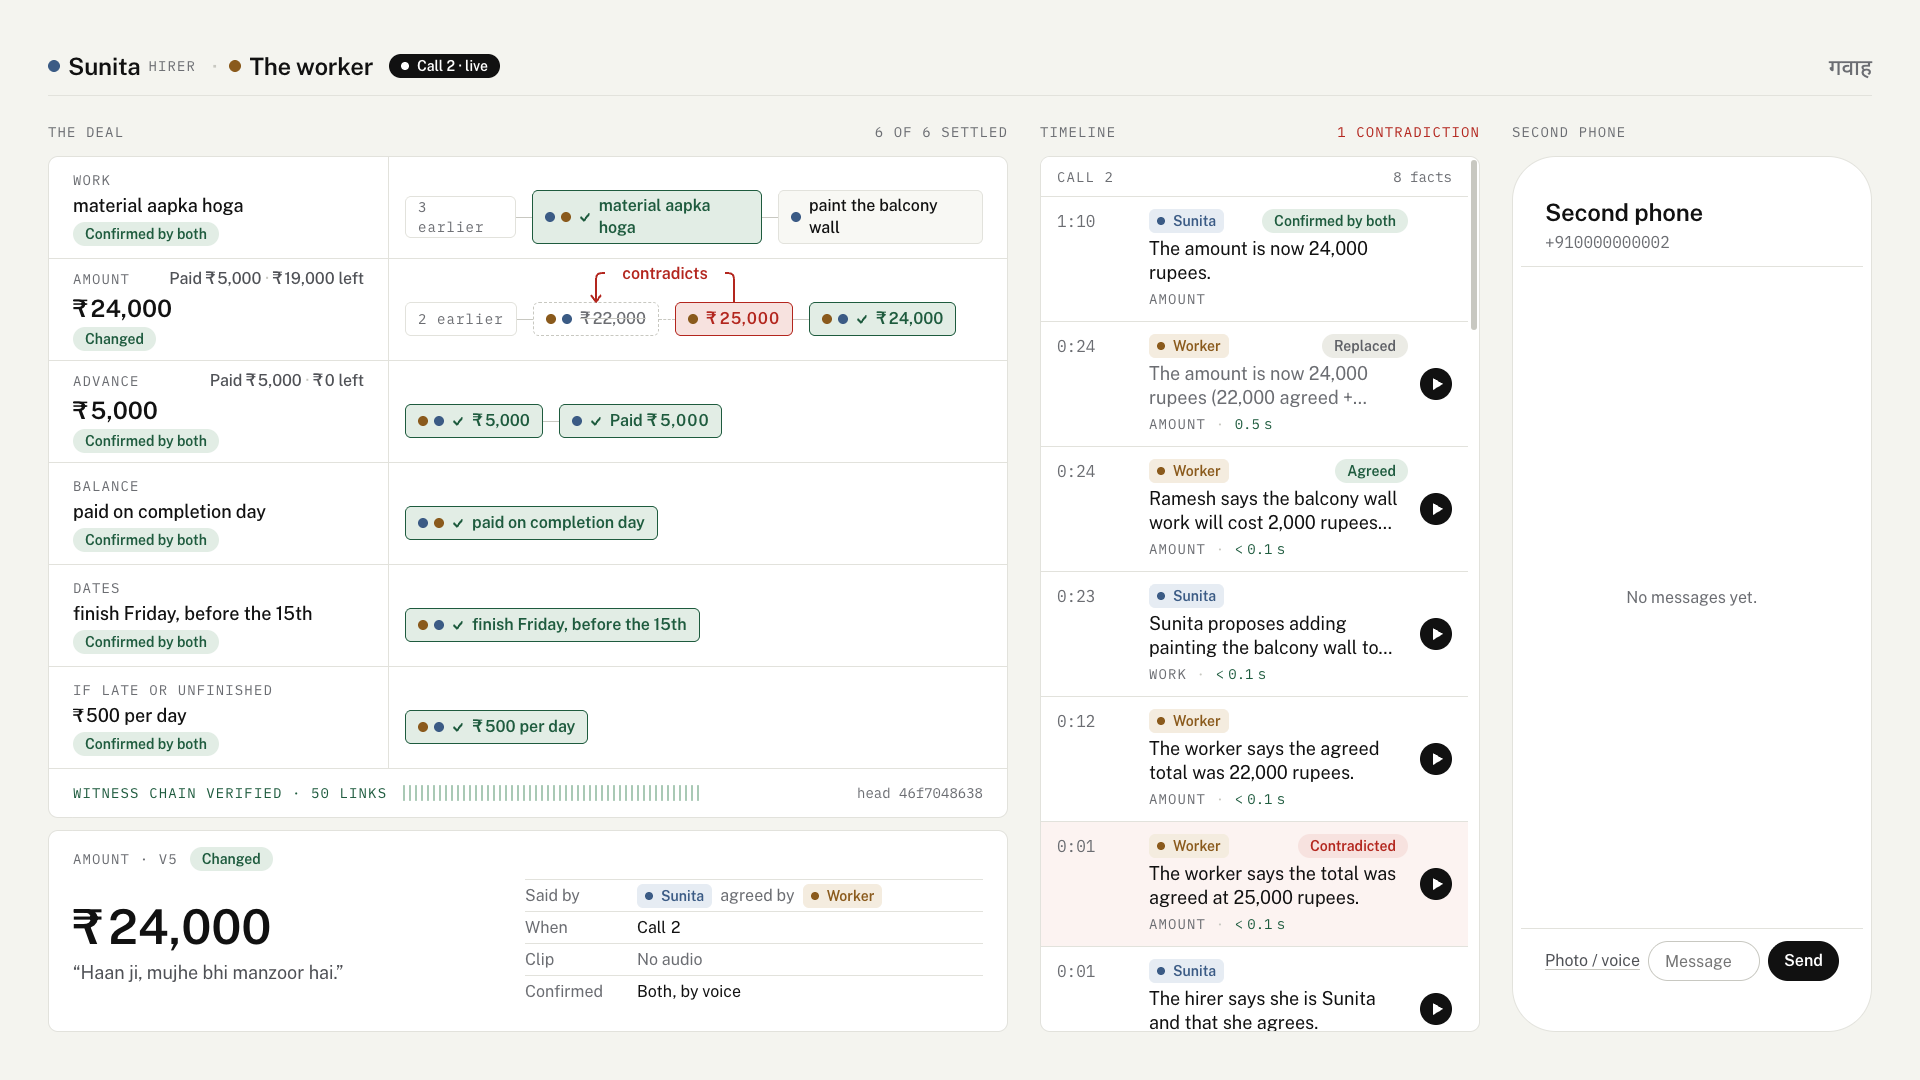 Sunita HIRER · The worker Call 2 · live
गवाह
THE DEAL
6 OF 6 SETTLED
WORK
material aapka hoga
Confirmed by both
3 earlier
material aapka hoga
paint the balcony wall
AMOUNT
Paid ₹5,000 · ₹19,000 left
₹24,000
Changed
contradicts
2 earlier
₹22,000
₹25,000
₹24,000
ADVANCE
Paid ₹5,000 · ₹0 left
₹5,000
Confirmed by both
₹5,000
Paid ₹5,000
BALANCE
paid on completion day
Confirmed by both
paid on completion day
DATES
finish Friday, before the 15th
Confirmed by both
finish Friday, before the 15th
IF LATE OR UNFINISHED
₹500 per day
Confirmed by both
₹500 per day
WITNESS CHAIN VERIFIED · 50 LINKS
head 46f7048638
AMOUNT · V5 Changed
₹24,000
“Haan ji, mujhe bhi manzoor hai.”
Said by Sunita agreed by Worker
When Call 2
Clip No audio
Confirmed Both, by voice
TIMELINE
1 CONTRADICTION
CALL 2
8 facts
1:10 Sunita Confirmed by both
The amount is now 24,000
rupees.
AMOUNT
0:24 Worker Replaced
The amount is now 24,000
rupees (22,000 agreed +…
AMOUNT · 0.5 s
0:24 Worker Agreed
Ramesh says the balcony wall
work will cost 2,000 rupees…
AMOUNT · <0.1 s
0:23 Sunita
Sunita proposes adding
painting the balcony wall to…
WORK · <0.1 s
0:12 Worker
The worker says the agreed
total was 22,000 rupees.
AMOUNT · <0.1 s
0:01 Worker Contradicted
The worker says the total was
agreed at 25,000 rupees.
AMOUNT · <0.1 s
0:01 Sunita
The hirer says she is Sunita
and that she agrees.
SECOND PHONE
Second phone
+910000000002
No messages yet.
Photo / voice Message Send